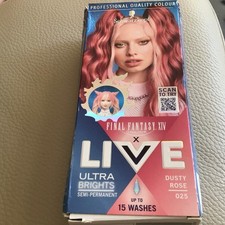 PROFESSIONAL QUALITY COLOUR
SCAN
TO TRY
FINAL FANTASY XIV
X
LIVE
ULTRA
BRIGHTS
SEMI-PERMANENT
DUSTY
ROSE
025
UP TO
15 WASHES